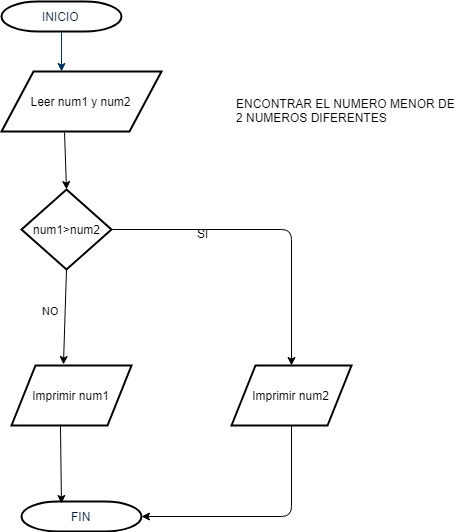 INICIO
Leer num1 y num2
ENCONTRAR EL NUMERO MENOR DE
2 NUMEROS DIFERENTES
num1>num2
SI
NO
Imprimir num1
Imprimir num2
FIN